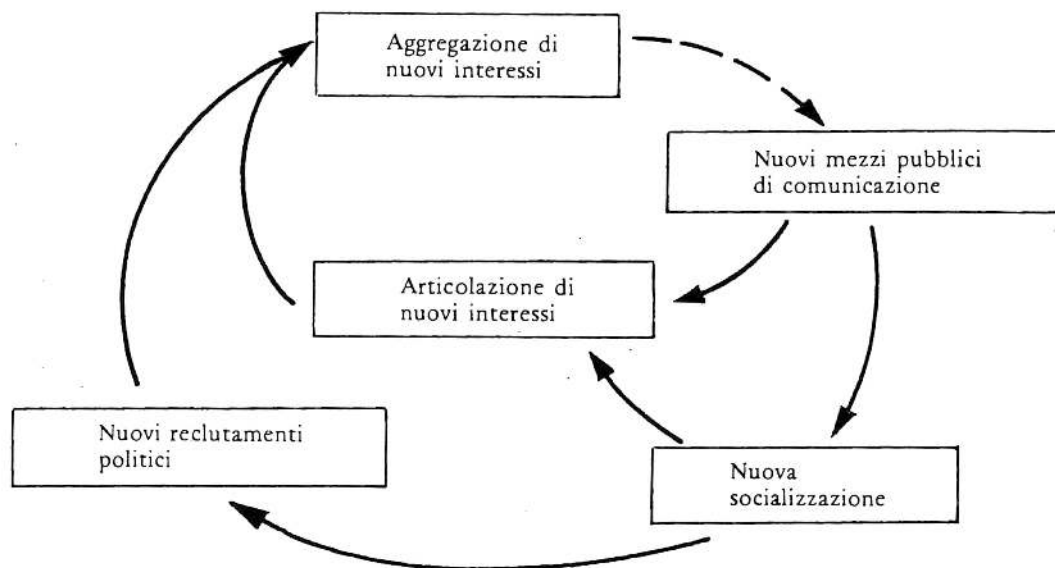 Aggregazione di
nuovi interessi
Nuovi mezzi pubblici
di comunicazione
Articolazione di
nuovi interessi
Nuovi reclutamenti
politici
Nuova
socializzazione